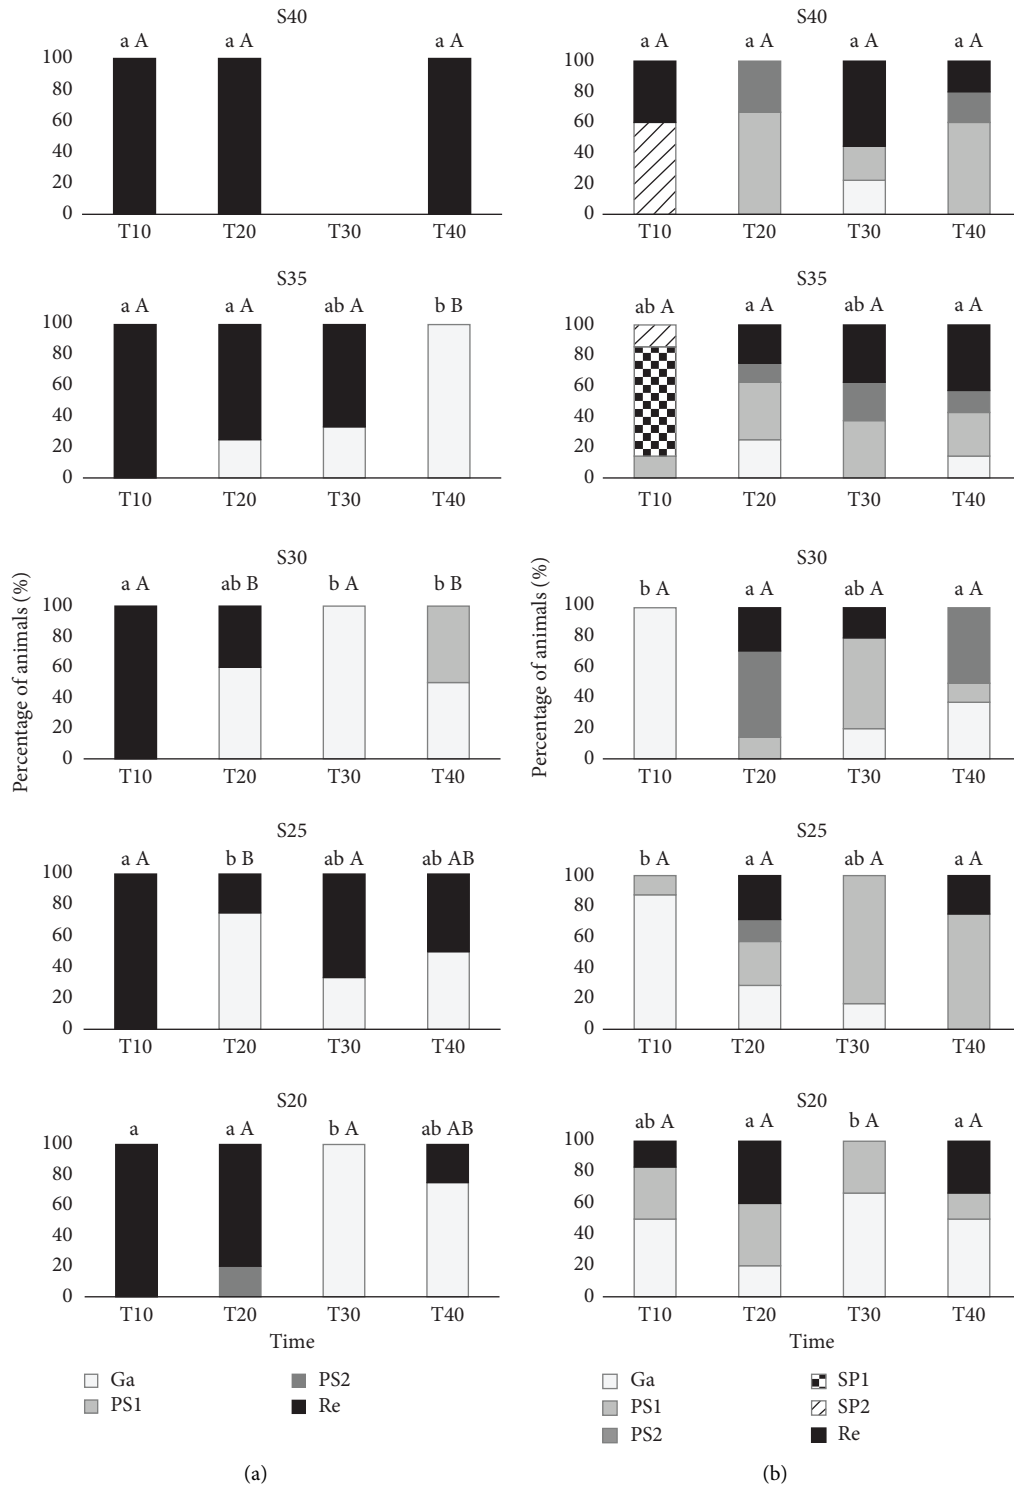 S40
a A a A a A
100
80
60
40
20
0
T10 T20 T30 T40
S35
a A a A ab A b B
100
80
60
40
20
0
T10 T20 T30 T40
S30
a A ab B b A b B
100
80
60
40
20
0
T10 T20 T30 T40
S25
a A b B ab A ab AB
100
80
60
40
20
0
T10 T20 T30 T40
S20
a a A b A ab AB
100
80
60
40
20
0
T10 T20 T30 T40
Time
Percentage of animals (%)
Ga PS2
PS1 Re
(a)
S40
a A a A a A a A
100
80
60
40
20
0
T10 T20 T30 T40
S35
ab A a A ab A a A
100
80
60
40
20
0
T10 T20 T30 T40
S30
b A a A ab A a A
100
80
60
40
20
0
T10 T20 T30 T40
S25
b A a A ab A a A
100
80
60
40
20
0
T10 T20 T30 T40
S20
ab A a A b A a A
100
80
60
40
20
0
T10 T20 T30 T40
Time
Percentage of animals (%)
Ga SP1
PS1 SP2
PS2 Re
(b)